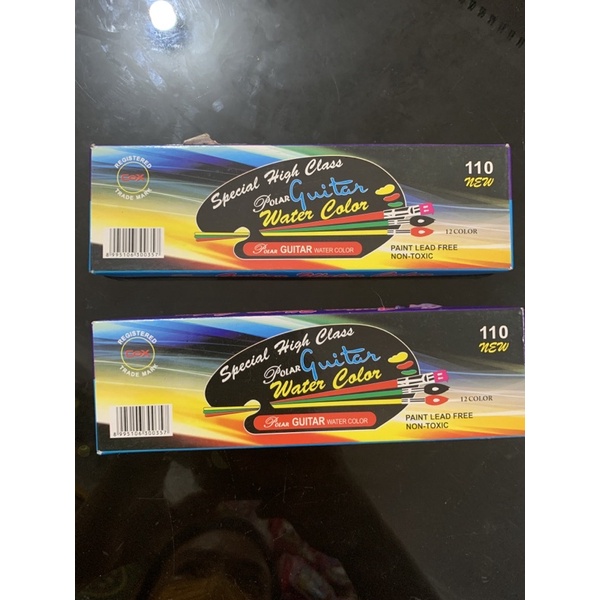 REGISTERED
TRADE MARK
Special High Class
POLAR Guitar
Water Color
POLAR GUITAR WATER COLOR
110
NEW
12 COLOR
PAINT LEAD FREE
NON-TOXIC
8993106300357
REGISTERED
TRADE MARK
Special High Class
POLAR Guitar
Water Color
POLAR GUITAR WATER COLOR
110
NEW
12 COLOR
PAINT LEAD FREE
NON-TOXIC
8993106300357